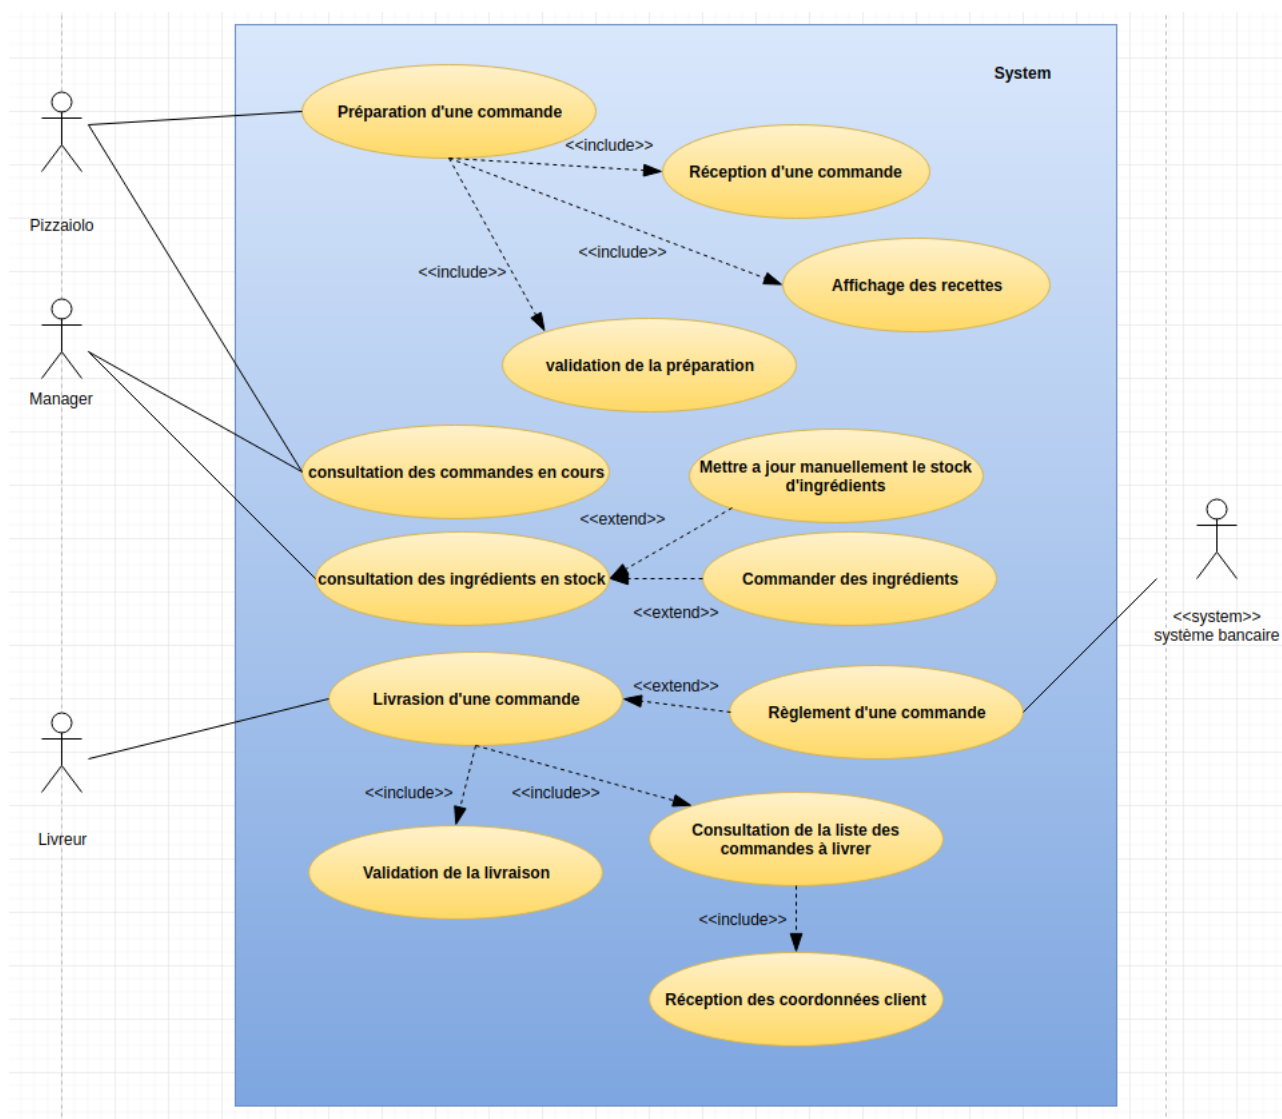 System
Préparation d'une commande
<<include>>
Réception d'une commande
Pizzaiolo
<<include>>
<<include>>
Affichage des recettes
validation de la préparation
Manager
consultation des commandes en cours
Mettre a jour manuellement le stock
d'ingrédients
<<extend>>
consultation des ingrédients en stock
Commander des ingrédients
<<extend>>
<<system>>
système bancaire
Livrasion d'une commande
<<extend>>
Règlement d'une commande
<<include>>
<<include>>
Livreur
Consultation de la liste des
commandes à livrer
Validation de la livraison
<<include>>
Réception des coordonnées client